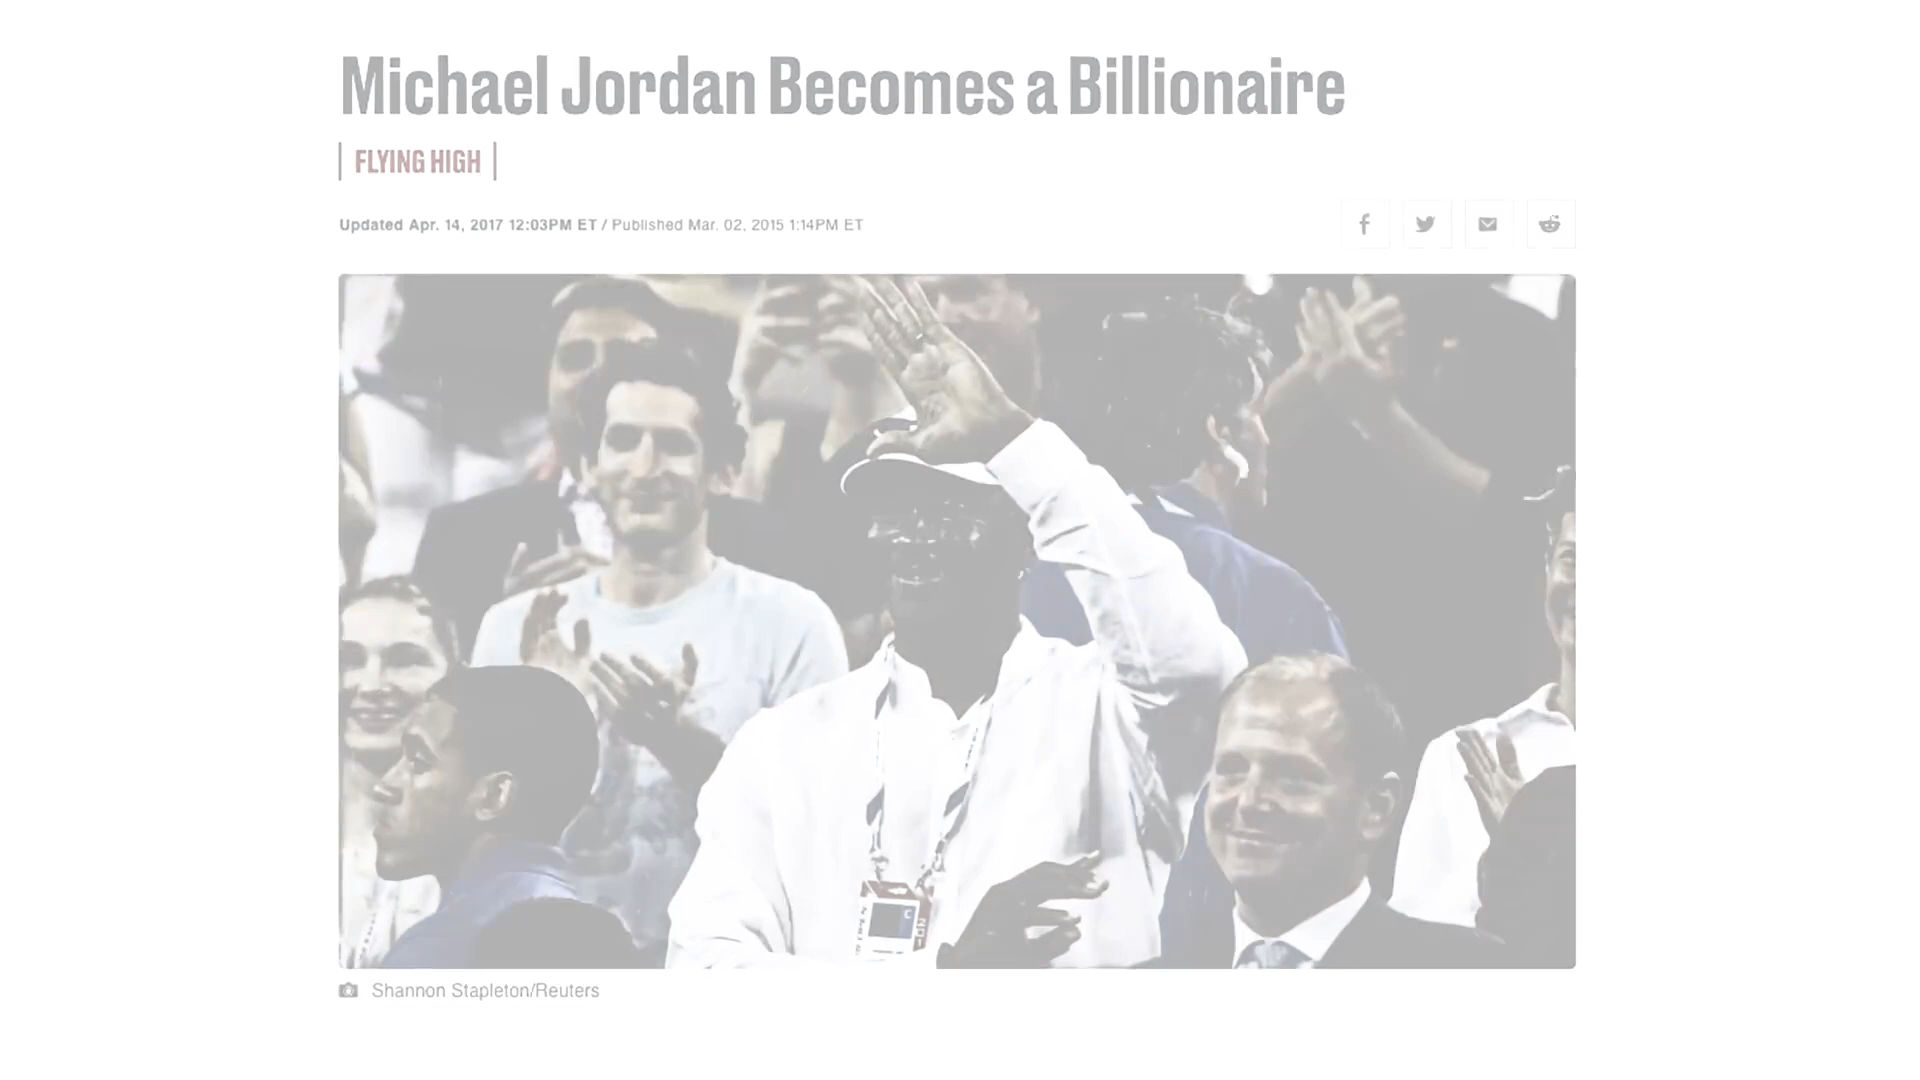 Michael Jordan Becomes a Billionaire
FLYING HIGH
Updated Apr. 14, 2017 12:03PM ET / Published Mar. 02, 2015 1:14PM ET
Shannon Stapleton/Reuters